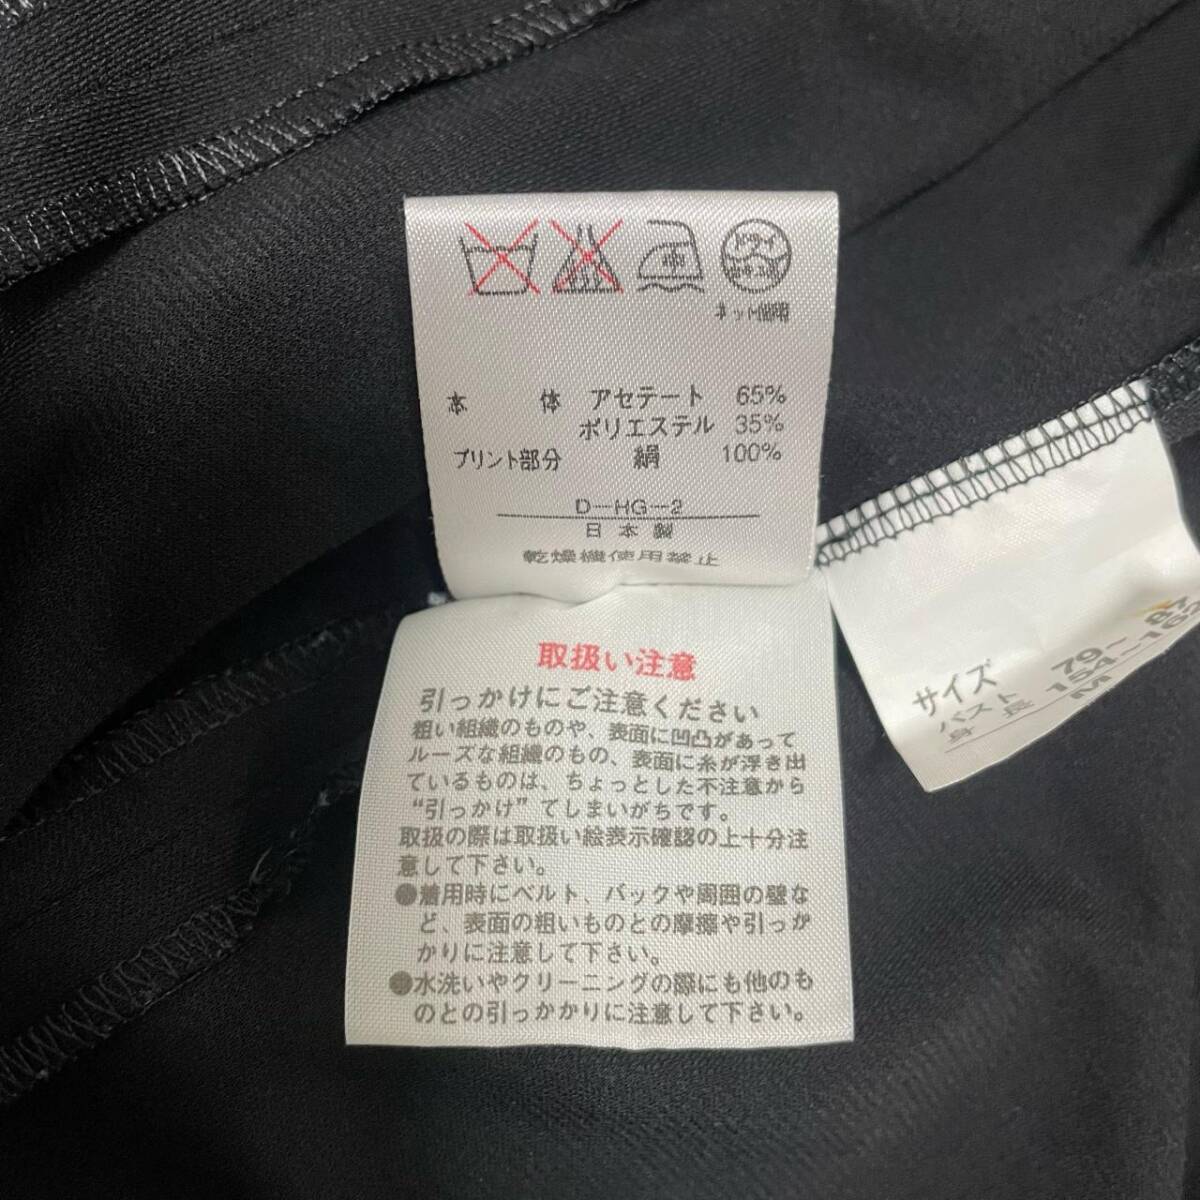 ドライ
セキユ系
ネット使用
本 体 アセテート 65%
ポリエステル 35%
プリント部分 絹 100%
D-HG-2
日本製
乾燥機使用禁止
取扱い注意
引っかけにご注意ください
粗い組織のものや、表面に凹凸があって
ルーズな組織のもの、表面に糸が浮き出
ているものは、ちょっとした不注意から
“引っかけ”てしまいがちです。
取扱の際は取扱い絵表示確認の上十分注
意して下さい。
●着用時にベルト、バックや周囲の壁な
ど、表面の粗いものとの摩擦や引っか
かりに注意して下さい。
●水洗いやクリーニングの際にも他のも
のとの引っかかりに注意して下さい。
サイズ
バスト 79~87
身長 154~162
M